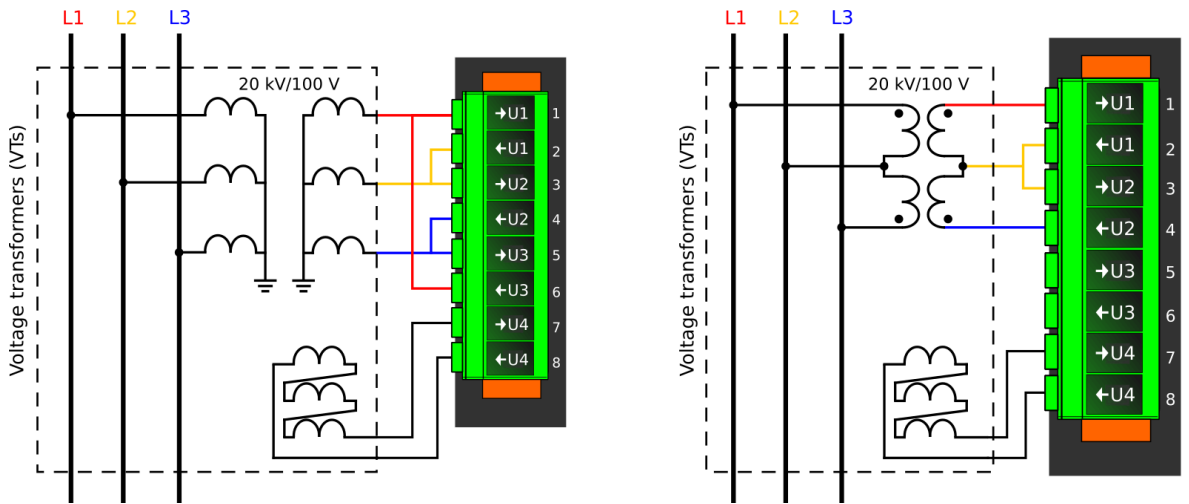 L1 L2 L3
Voltage transformers (VTs)
20 kV/100 V
→U1 1
←U1 2
→U2 3
←U2 4
→U3 5
←U3 6
→U4 7
←U4 8
L1 L2 L3
Voltage transformers (VTs)
20 kV/100 V
→U1 1
←U1 2
→U2 3
←U2 4
→U3 5
←U3 6
→U4 7
←U4 8